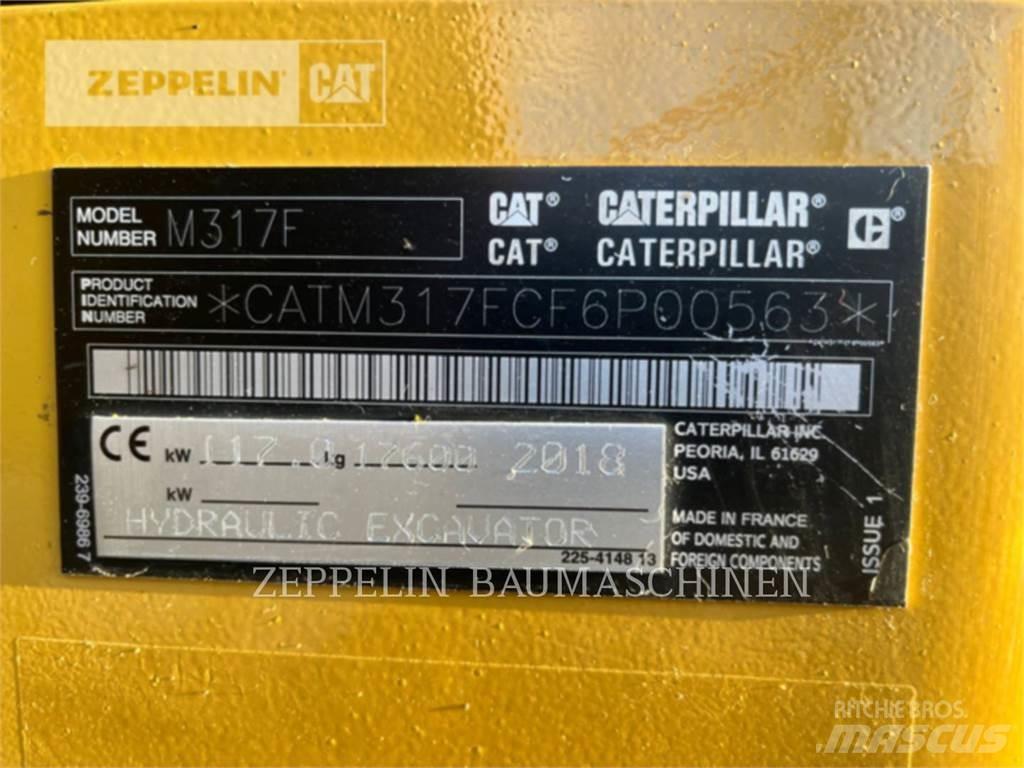 ZEPPELIN CAT
MODEL NUMBER M317F
CAT® CATERPILLAR®
CAT® CATERPILLAR®
PRODUCT IDENTIFICATION NUMBER *CATM317FCF6P00563*
CE kW 117.0 kg 17600 2018
kW
HYDRAULIC EXCAVATOR
225-4148 13
239-6986 7
CATERPILLAR INC.
PEORIA, IL 61629
USA
MADE IN FRANCE
OF DOMESTIC AND
FOREIGN COMPONENTS
ISSUE 1
ZEPPELIN BAUMASCHINEN
RITCHIE BROS.
MASCUS